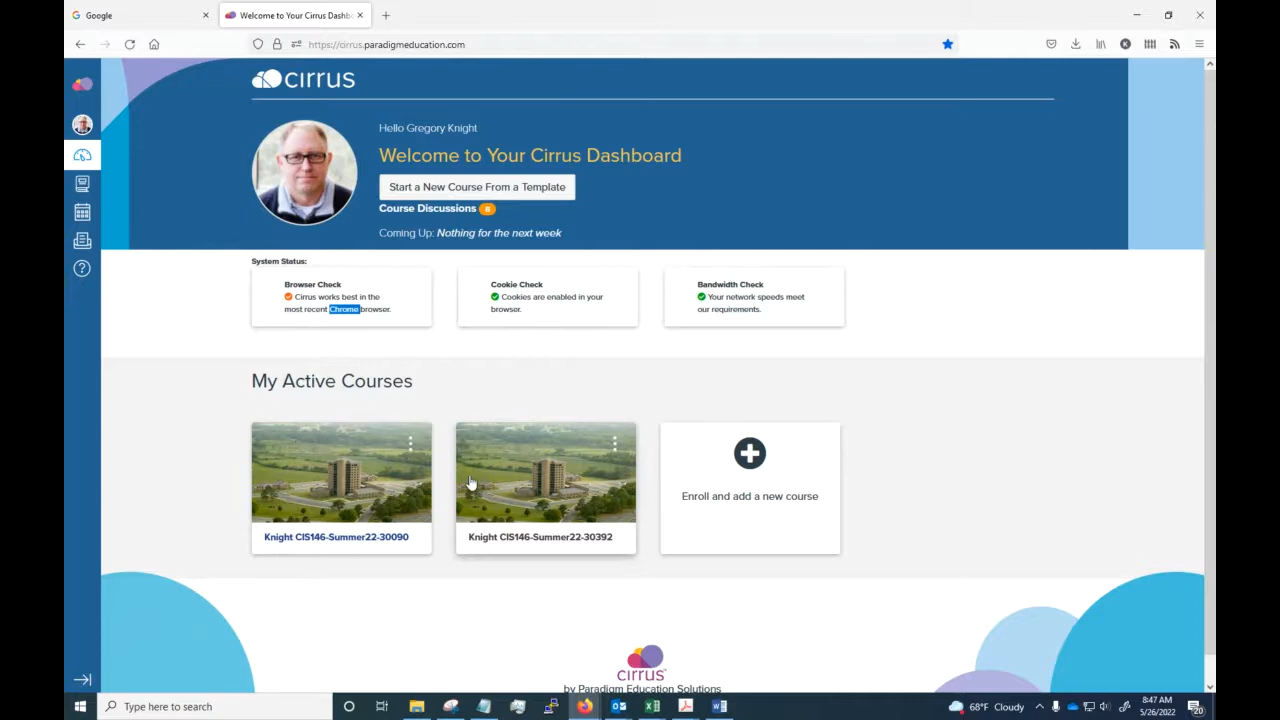 Google
Welcome to Your Cirrus Dashb
https://cirrus.paradigmeducation.com
K
cirrus
Hello Gregory Knight
Welcome to Your Cirrus Dashboard
Start a New Course From a Template
Course Discussions 8
Coming Up: Nothing for the next week
System Status:
Browser Check
Cirrus works best in the
most recent Chrome browser.
Cookie Check
Cookies are enabled in your
browser.
Bandwidth Check
Your network speeds meet
our requirements.
My Active Courses
Knight CIS146-Summer22-30090
Knight CIS146-Summer22-30392
Enroll and add a new course
cirrus
by Paradigm Education Solutions
Type here to search
68°F Cloudy
8:47 AM
5/26/2022
20